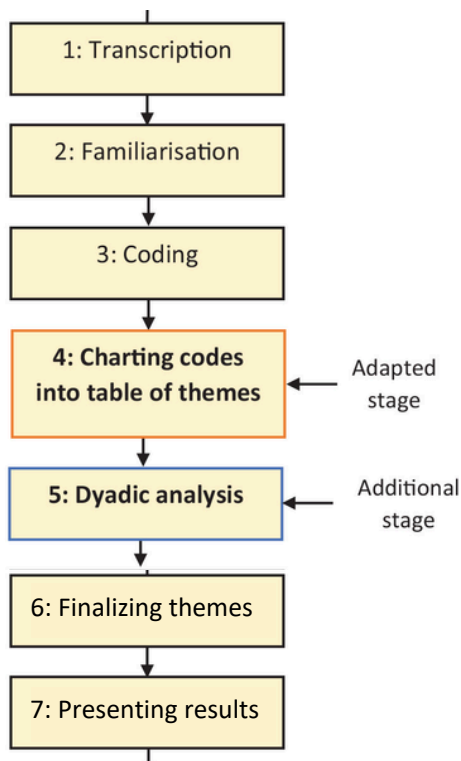 1: Transcription
2: Familiarisation
3: Coding
4: Charting codes
into table of themes
Adapted
stage
5: Dyadic analysis
Additional
stage
6: Finalizing themes
7: Presenting results